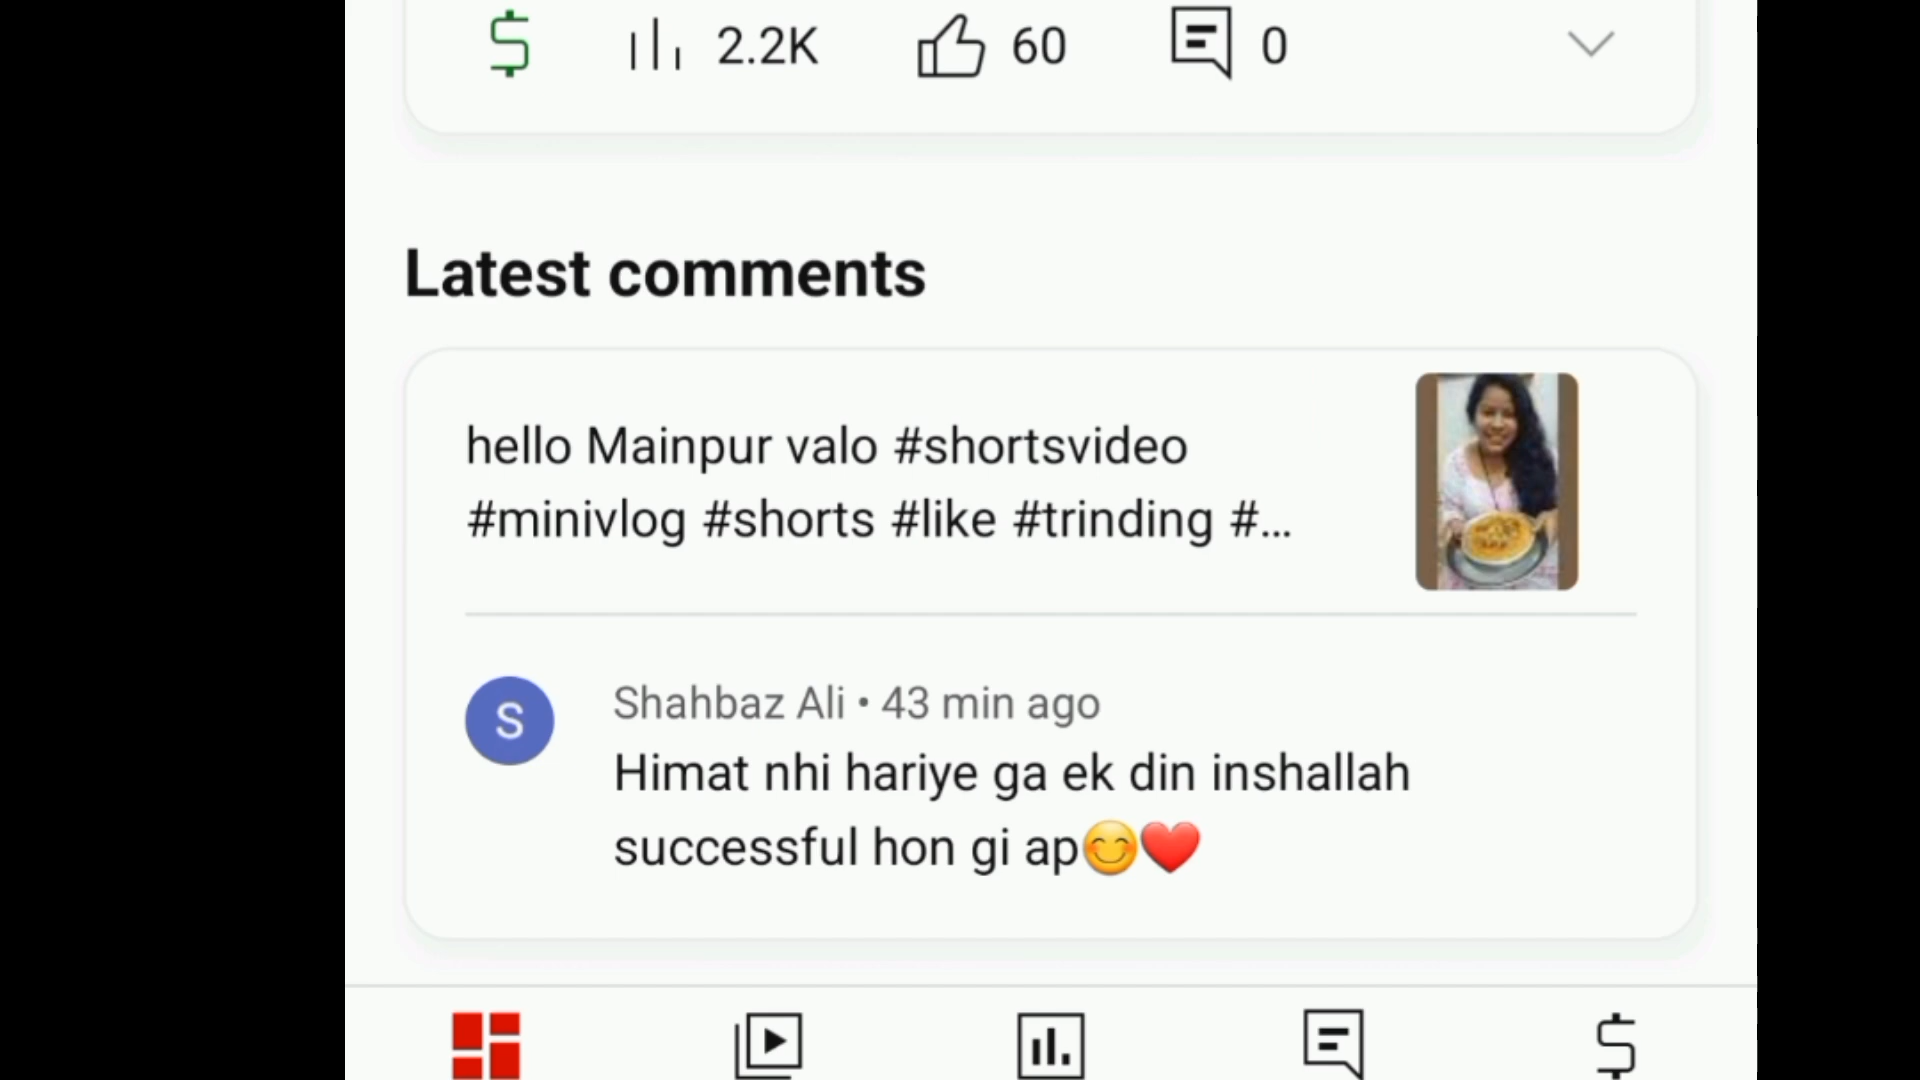 2.2K 60 0
Latest comments
hello Mainpur valo #shortsvideo
#minivlog #shorts #like #trinding #...
S
Shahbaz Ali • 43 min ago
Himat nhi hariye ga ek din inshallah
successful hon gi ap😊❤️